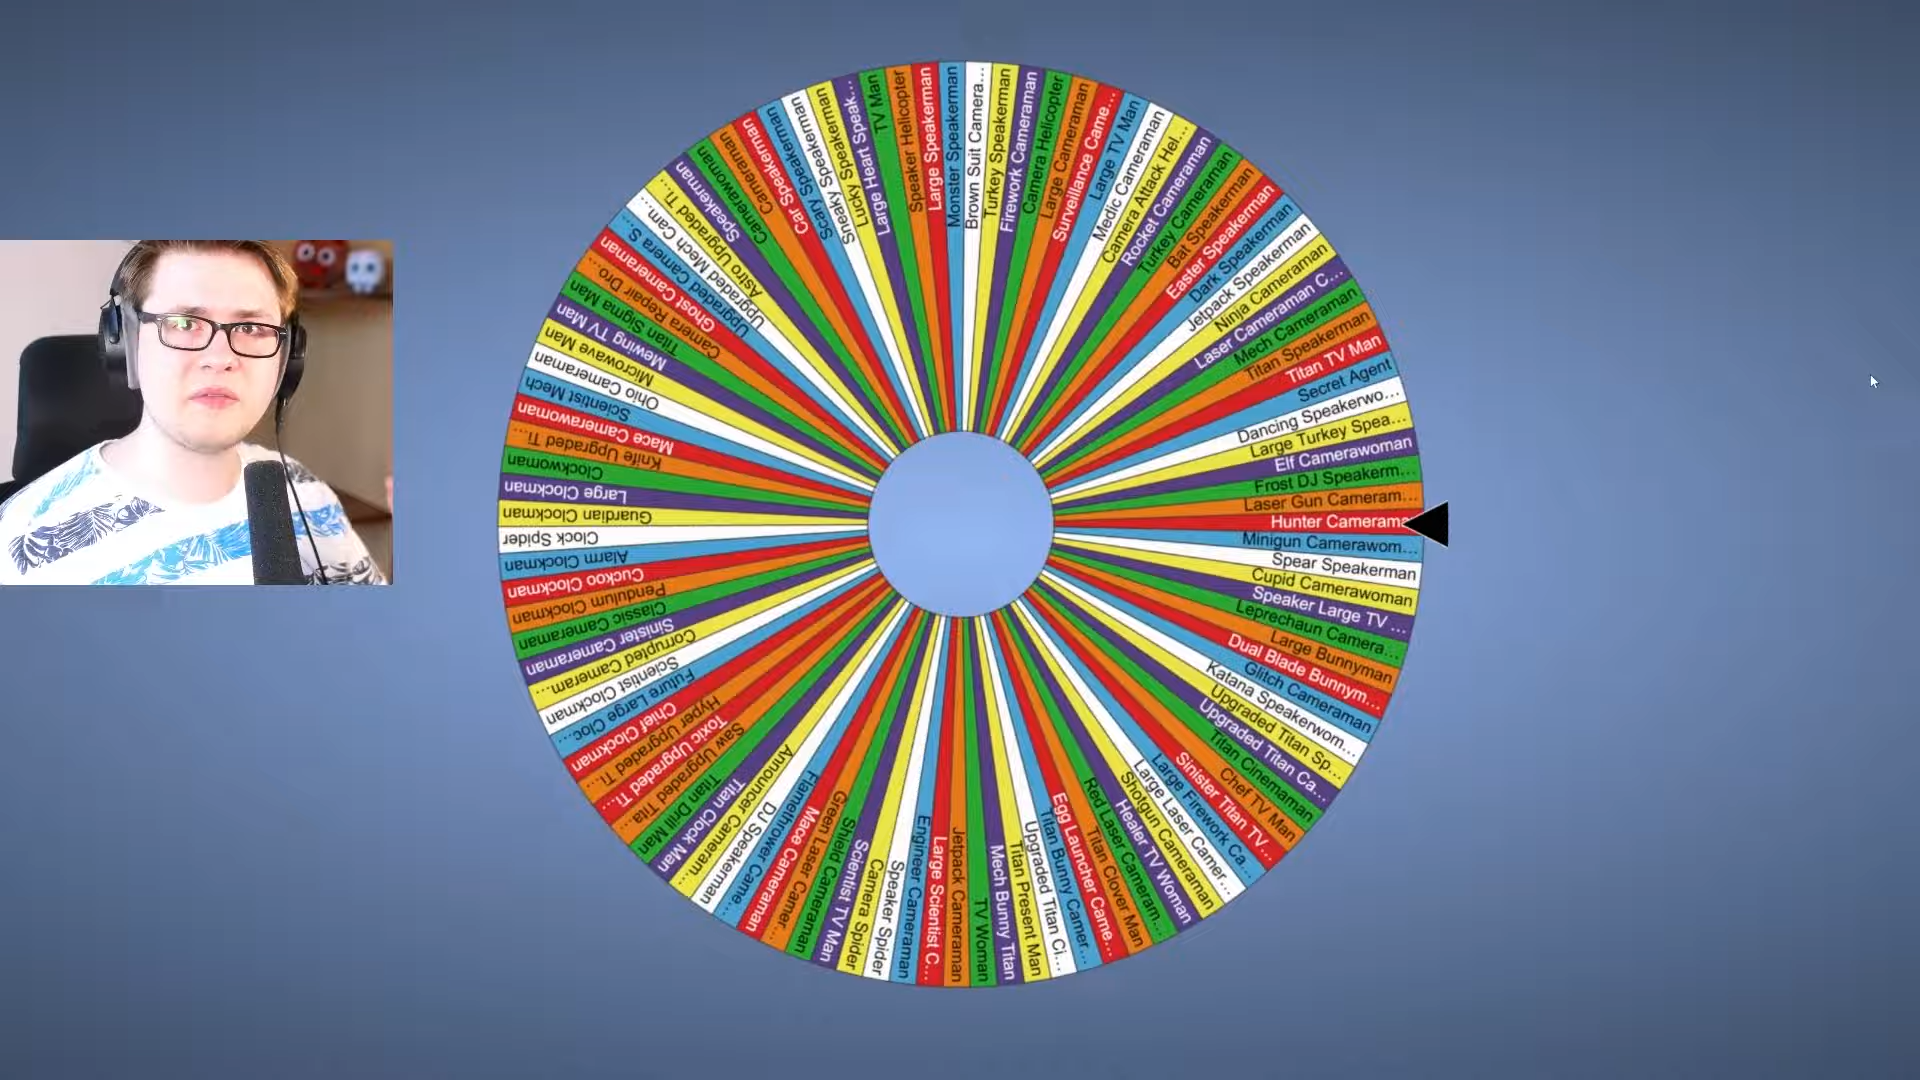 Hunter Camerama
Minigun Camerawom...
Spear Speakerman
Cupid Camerawoman
Speaker Large TV ...
Leprechaun Camera...
Large Bunnyman
Dual Blade Bunnym...
Glitch Cameraman
Katana Speakerwom...
Upgraded Titan Sp...
Upgraded Titan Ca...
Titan Cinemaman
Chef TV Man
Sinister Titan TV...
Large Firework Ca...
Large Laser Camer...
Shotgun Cameraman
Healer TV Woman
Red Laser Cameram...
Titan Clover Man
Egg Launcher Came...
Titan Bunny Camer...
Upgraded Titan Ci...
Titan Present Man
Mech Bunny Titan
TV Woman
Jetpack Cameraman
Large Scientist C...
Engineer Cameraman
Speaker Spider
Camera Spider
Scientist TV Man
Shield Cameraman
Green Laser Camer...
Mace Cameraman
Flamethrower Came...
DJ Speakerman
Announcer Cameram...
Titan Clock Man
Titan Drill Man
Saw Upgraded Tita...
Toxic Upgraded Ti...
Hyper Upgraded Ti...
Chief Clockman
Future Large Cloc...
Scientist Clockman
Corrupted Cameram...
Sinister Cameraman
Classic Cameraman
Pendulum Clockman
Cuckoo Clockman
Alarm Clockman
Clock Spider
Guardian Clockman
Large Clockman
Clockwoman
Knife Upgraded Ti...
Mace Camerawoman
Scientist Mech
Ohio Cameraman
Microwave Man
Mewing TV Man
Titan Sigma Man
Camera Repair Dro...
Ghost Cameraman
Upgraded Camera S...
Upgraded Mech Cam...
Astro Upgraded Ti...
Speakerman
Camerawoman
Cameraman
Car Speakerman
Scary Speakerman
Sneaky Speakerman
Lucky Speakerman
Large Heart Speak...
TV Man
Speaker Helicopter
Large Speakerman
Monster Speakerman
Brown Suit Camera...
Turkey Speakerman
Firework Cameraman
Camera Helicopter
Large Cameraman
Surveillance Came...
Large TV Man
Medic Cameraman
Camera Attack Hel...
Rocket Cameraman
Turkey Cameraman
Bat Speakerman
Easter Speakerman
Dark Speakerman
Jetpack Speakerman
Ninja Cameraman
Laser Cameraman C...
Mech Cameraman
Titan Speakerman
Titan TV Man
Secret Agent
Dancing Speakerwo...
Large Turkey Spea...
Elf Camerawoman
Frost DJ Speakerm...
Laser Gun Cameram...